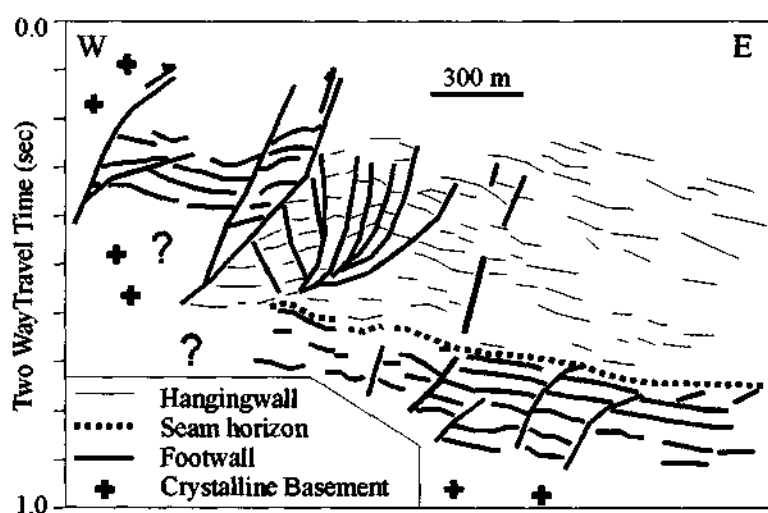 0.0
W
E
300 m
Two Way Travel Time (sec)
?
?
Hangingwall
Seam horizon
Footwall
Crystalline Basement
1.0